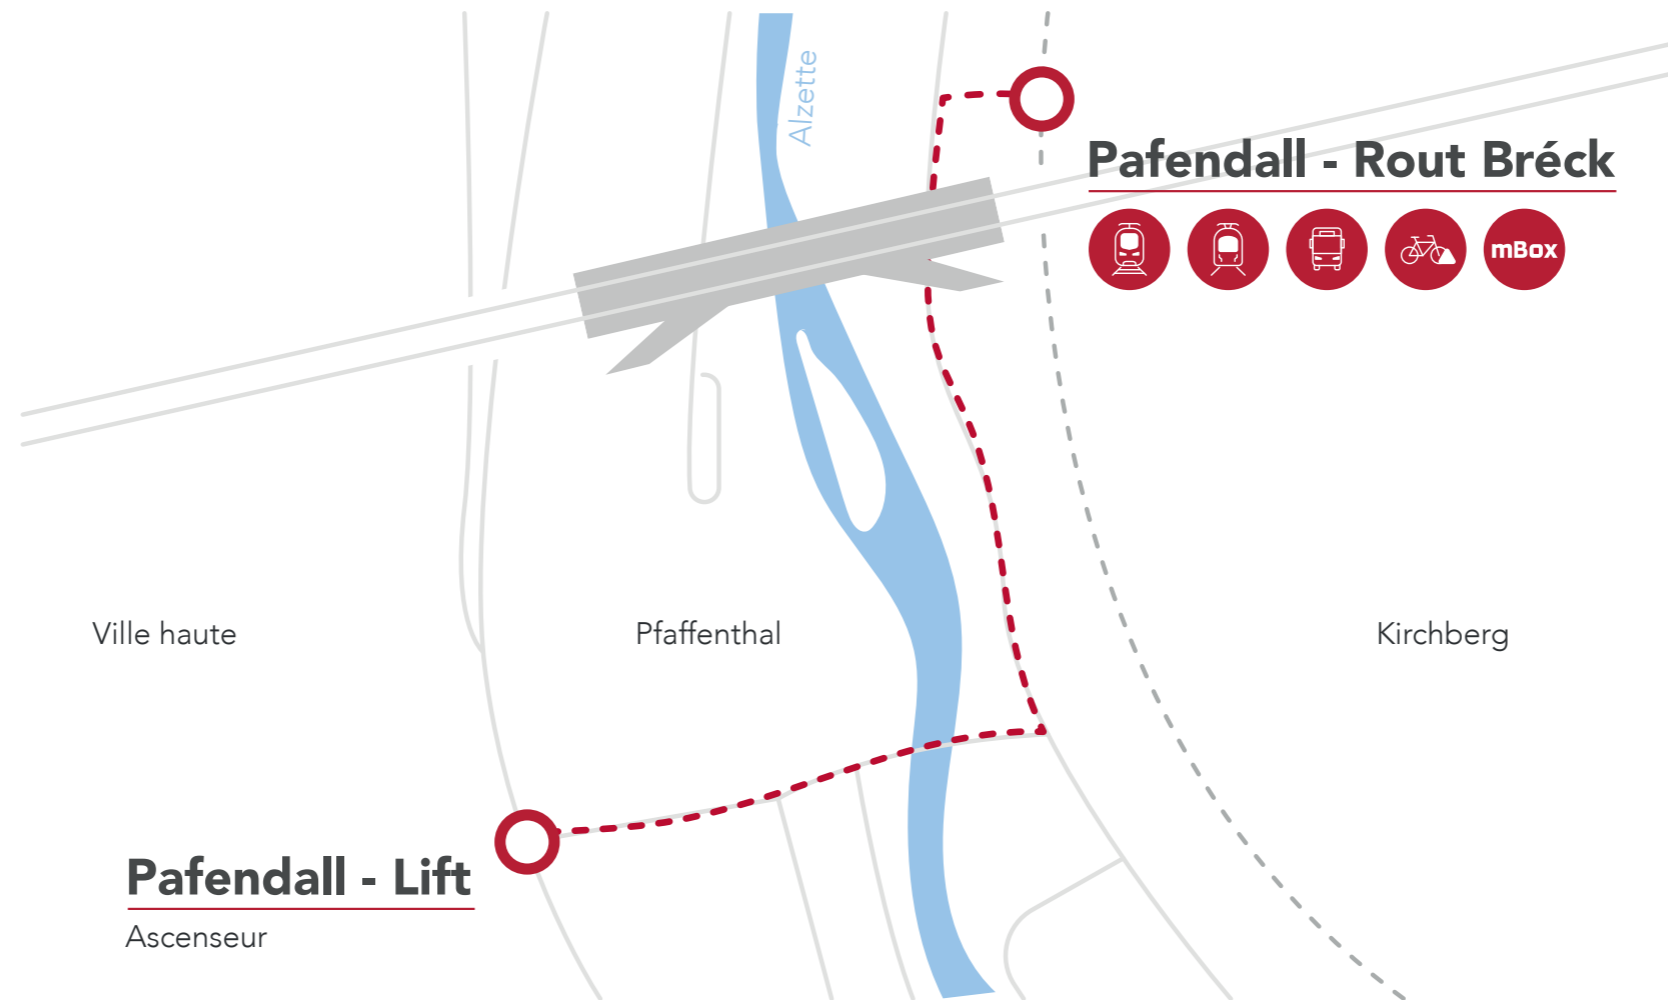 Alzette
Pafendall - Rout Bréck
mBox
Ville haute
Pfaffenthal
Kirchberg
Pafendall - Lift
Ascenseur